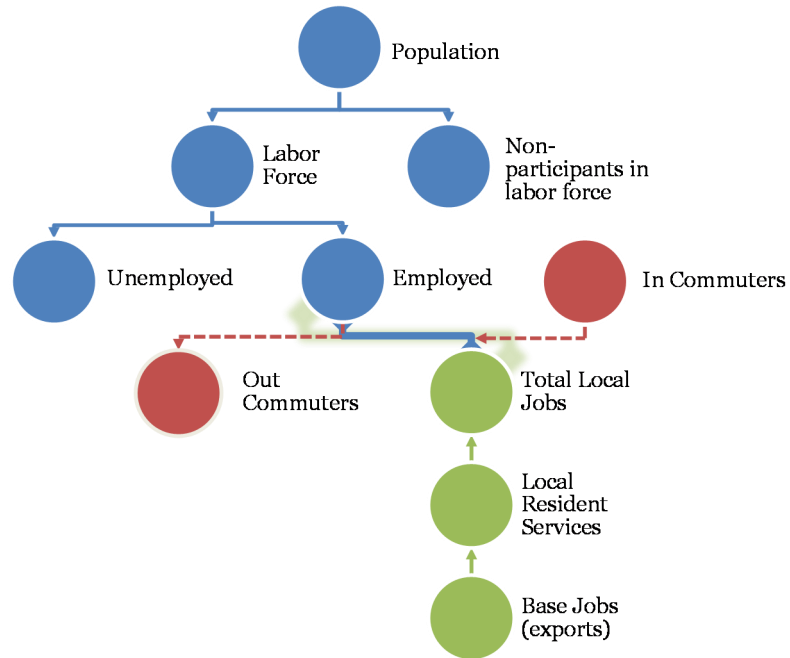 Population
Labor
Force
Non-
participants in
labor force
Unemployed
Employed
In Commuters
Out
Commuters
Total Local
Jobs
Local
Resident
Services
Base Jobs
(exports)